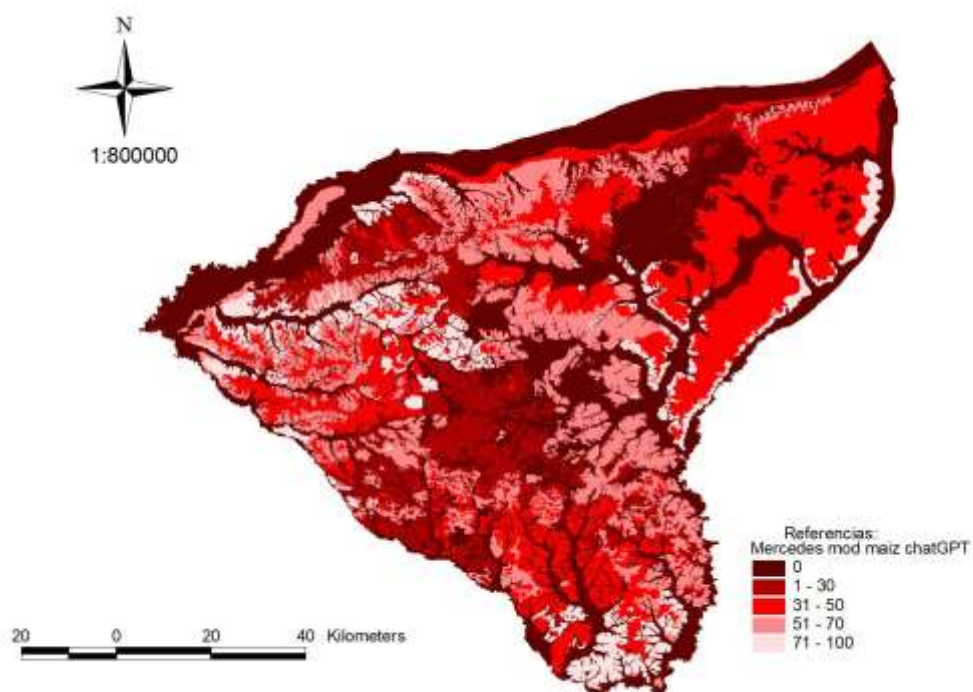 N
1:800000
Referencias:
Mercedes mod maiz chatGPT
0
1 - 30
31 - 50
51 - 70
71 - 100
20 0 20 40 Kilometers